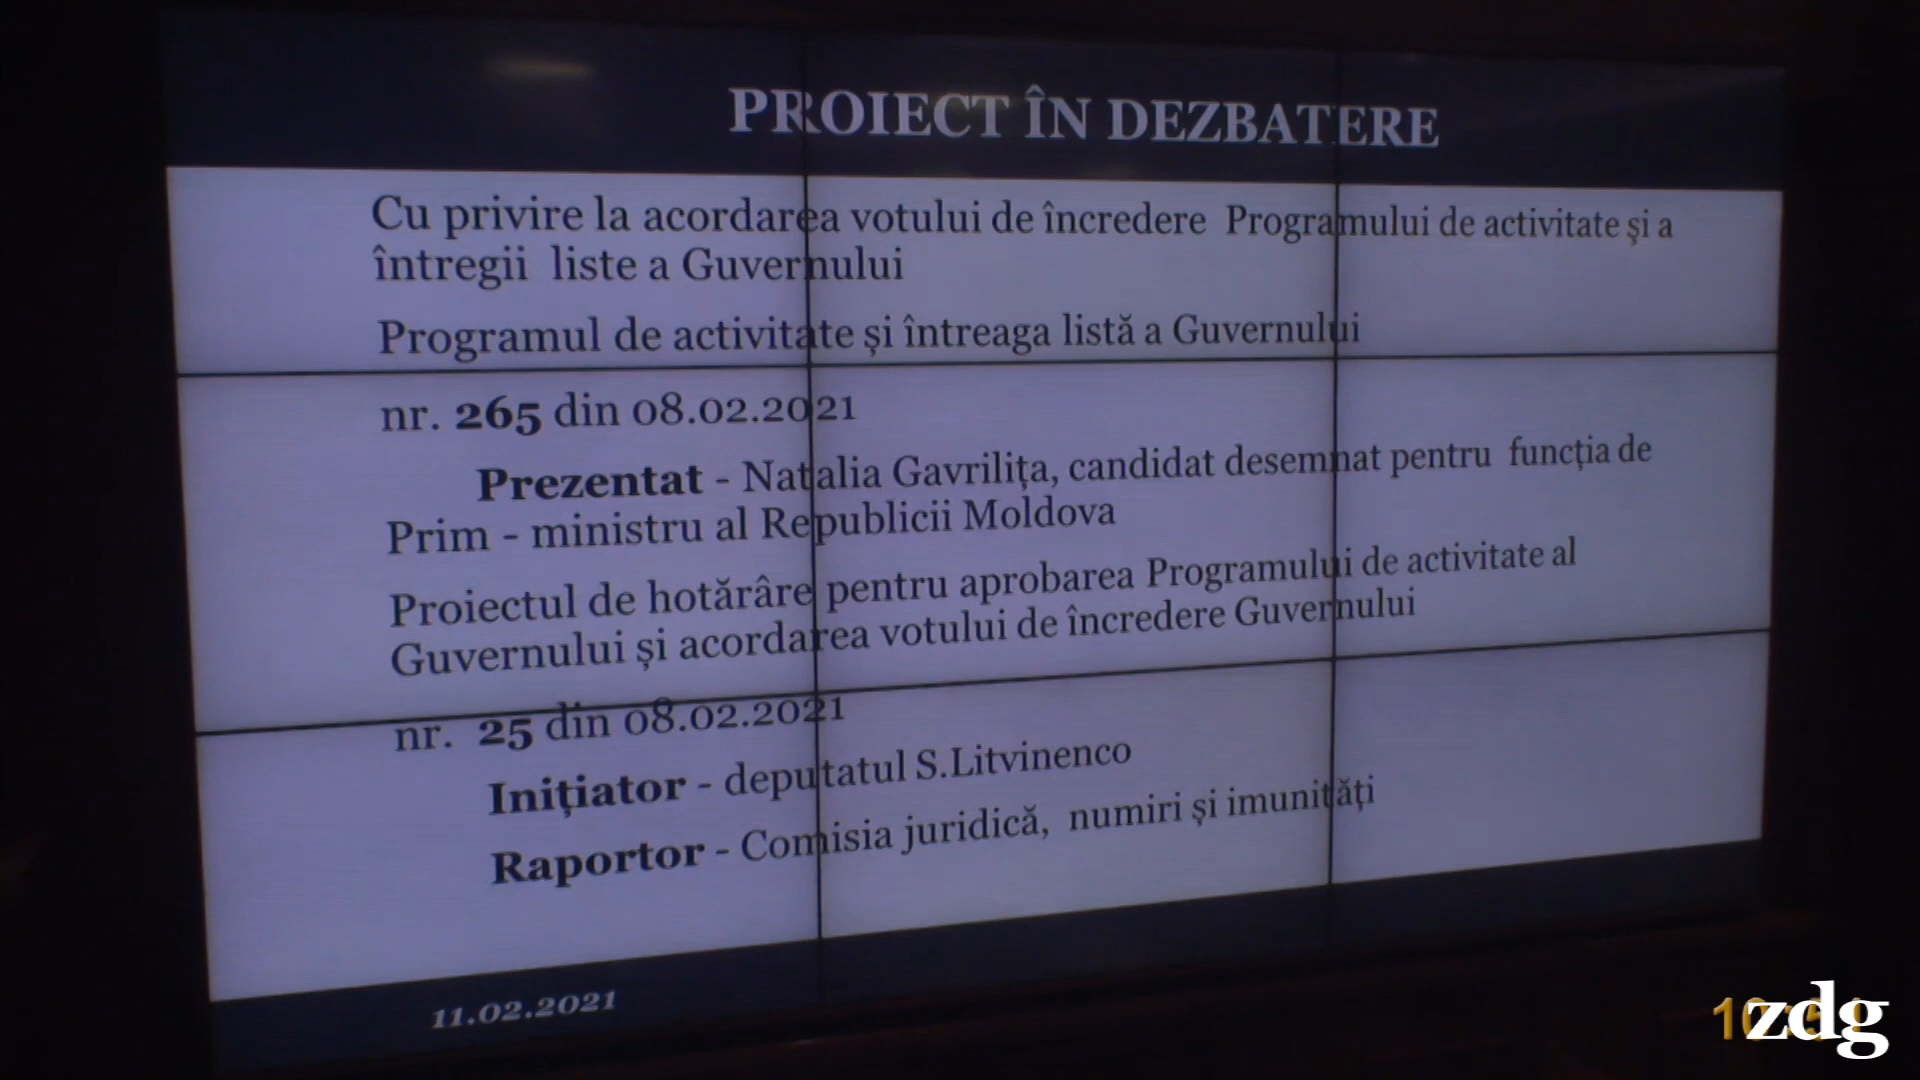 PROIECT ÎN DEZBATERE
Cu privire la acordarea votului de încredere Programului de activitate și a
întregii liste a Guvernului
Programul de activitate și întreaga listă a Guvernului
nr. 265 din 08.02.2021
Prezentat - Natalia Gavrilița, candidat desemnat pentru funcția de
Prim - ministru al Republicii Moldova
Proiectul de hotărâre pentru aprobarea Programului de activitate al
Guvernului și acordarea votului de încredere Guvernului
nr. 25 din 08.02.2021
Inițiator - deputatul S.Litvinenco
Raportor - Comisia juridică, numiri și imunități
11.02.2021
zdg